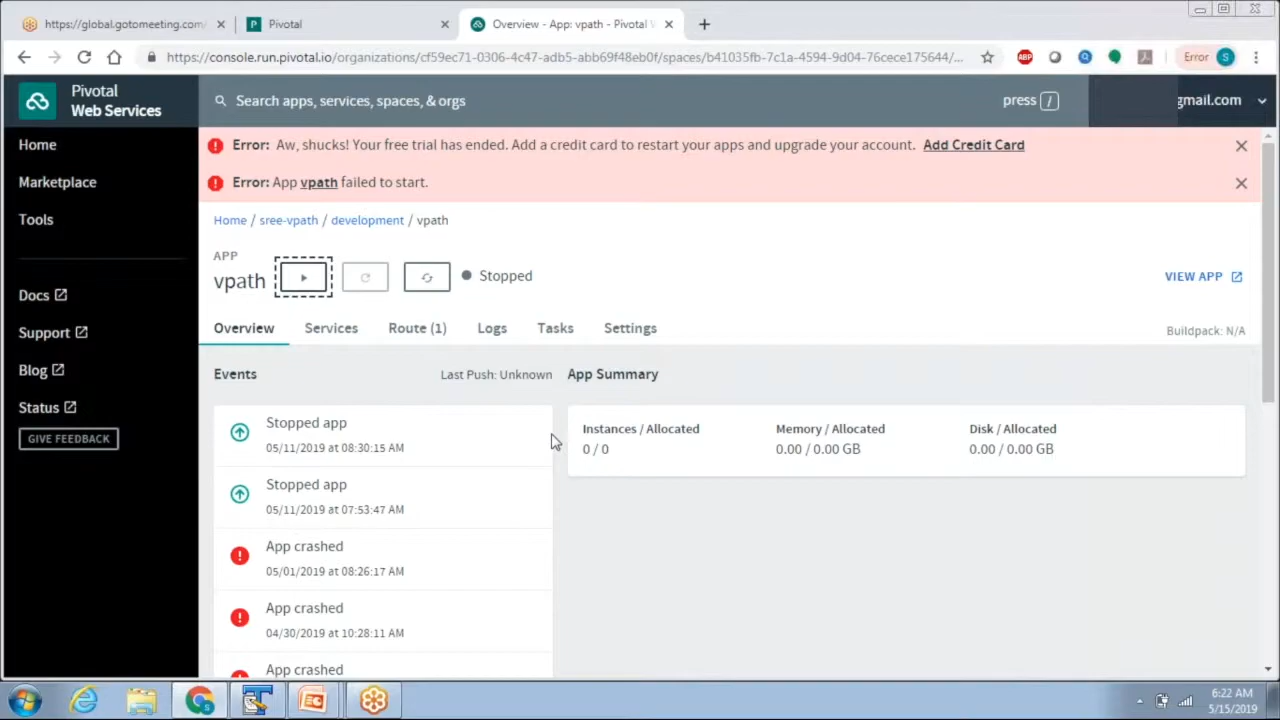 https://global.gotomeeting.com/
Pivotal
Overview - App: vpath - Pivotal
https://console.run.pivotal.io/organizations/cf59ec71-0306-4c47-adb5-abb69f48eb0f/spaces/b41035fb-7c1a-4594-9d04-76cece175644/...
ABP
Error S
Pivotal
Web Services
Search apps, services, spaces, & orgs
press /
gmail.com
Home
Marketplace
Tools
Docs
Support
Blog
Status
GIVE FEEDBACK
Error: Aw, shucks! Your free trial has ended. Add a credit card to restart your apps and upgrade your account. Add Credit Card
Error: App vpath failed to start.
Home / sree-vpath / development / vpath
APP
vpath
Stopped
VIEW APP
Overview Services Route (1) Logs Tasks Settings
Buildpack: N/A
Events
Last Push: Unknown
App Summary
Stopped app
05/11/2019 at 08:30:15 AM
Stopped app
05/11/2019 at 07:53:47 AM
App crashed
05/01/2019 at 08:26:17 AM
App crashed
04/30/2019 at 10:28:11 AM
App crashed
Instances / Allocated
0 / 0
Memory / Allocated
0.00 / 0.00 GB
Disk / Allocated
0.00 / 0.00 GB
6:22 AM
5/15/2019